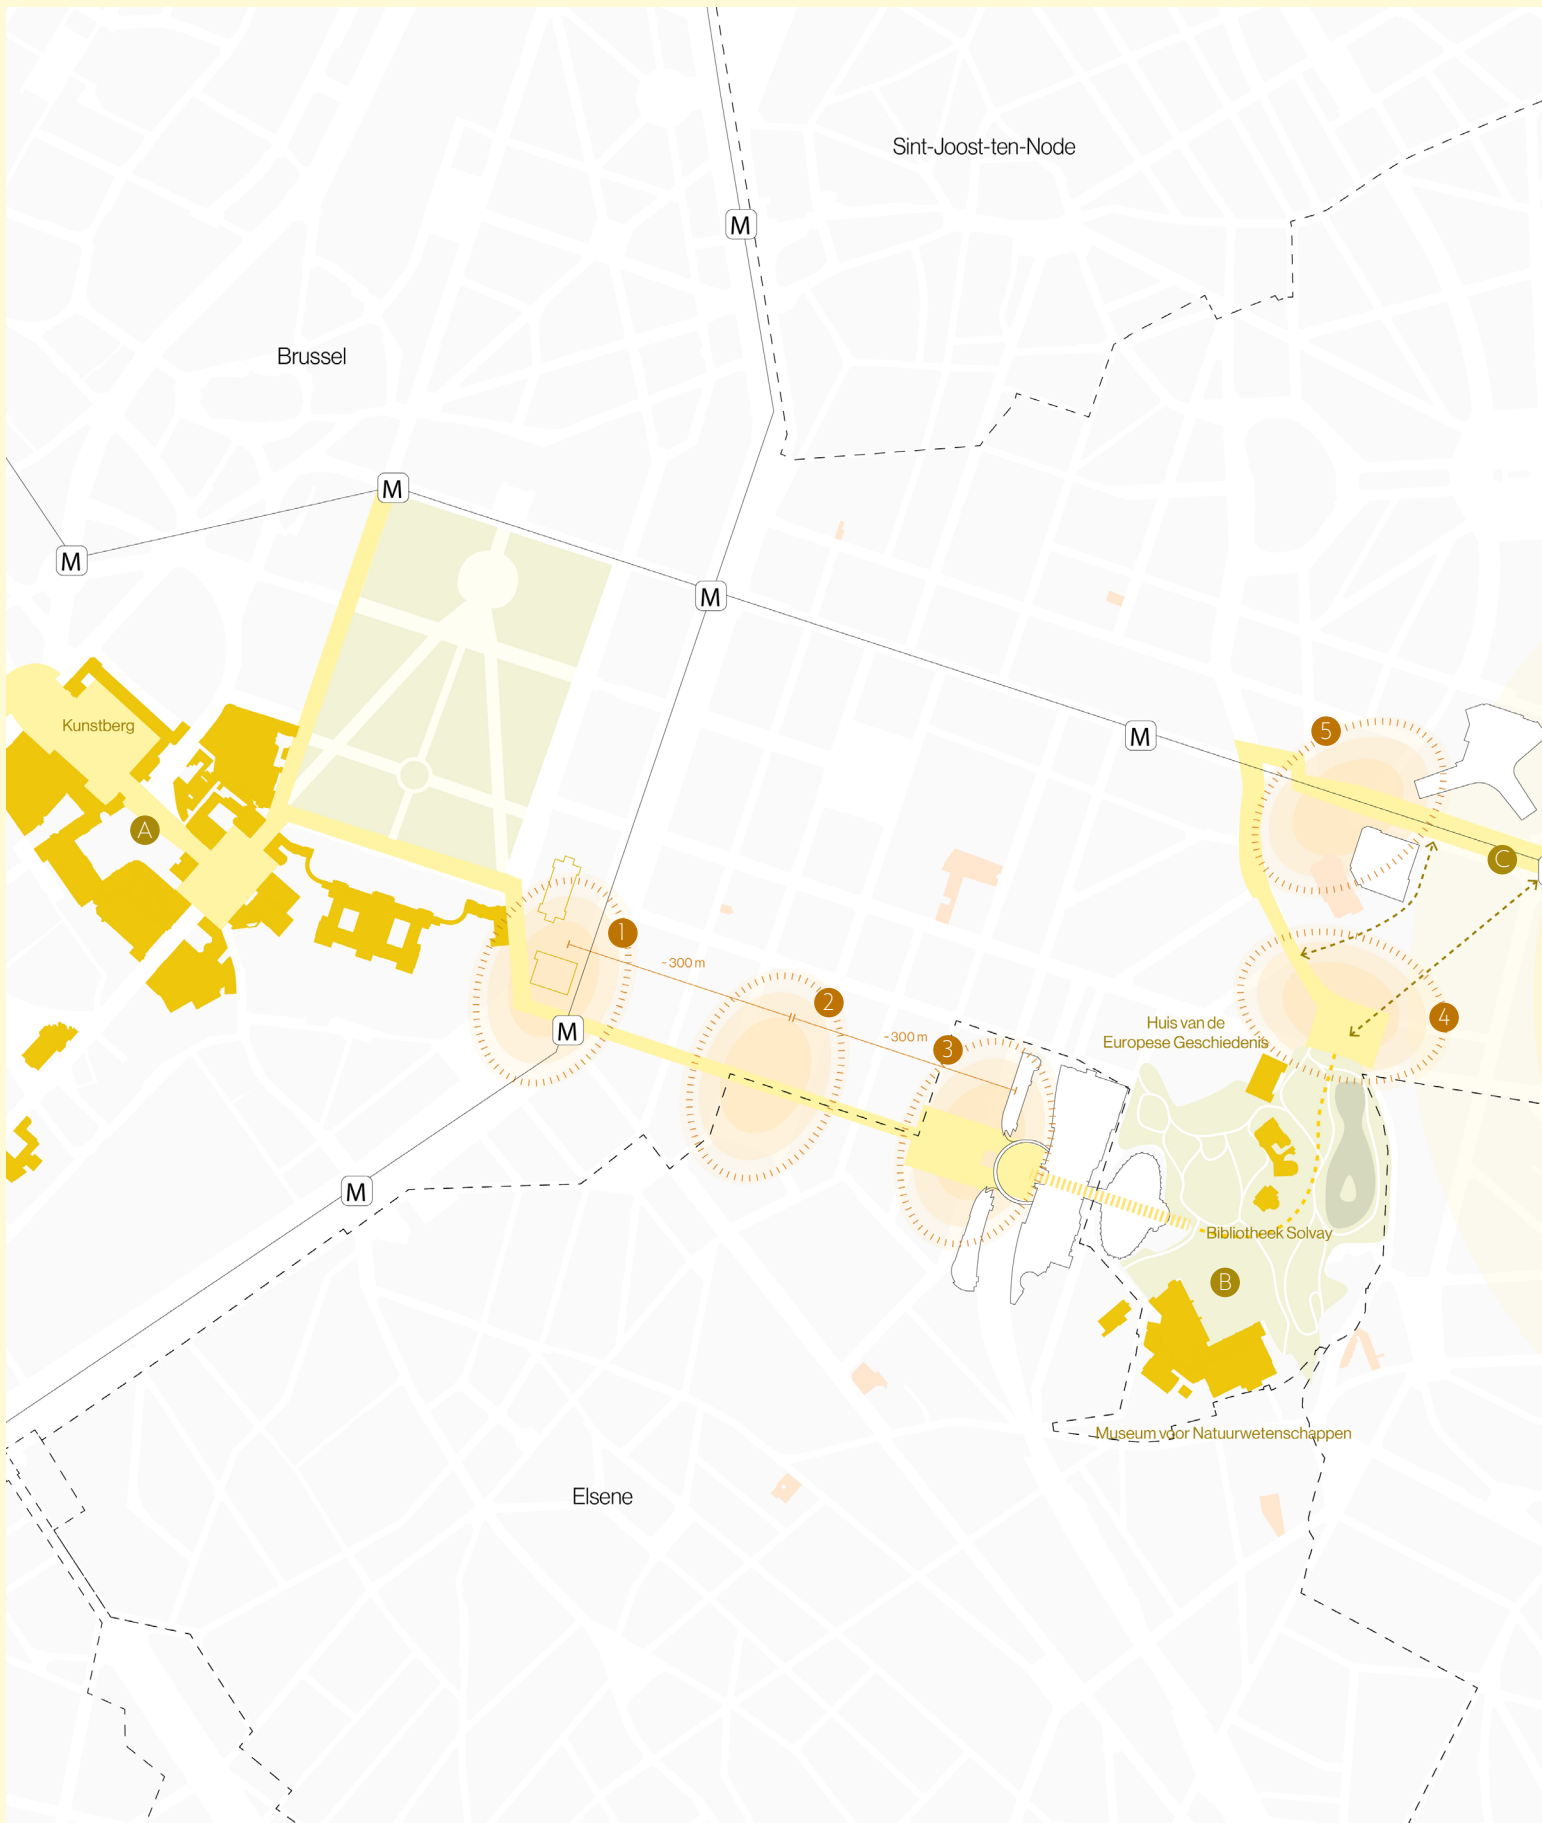 Sint-Joost-ten-Node
M
Brussel
M
M
M
5
M
Kunstberg
A
C
1
~300 m
2
4
M
Huis van de
Europese Geschiedenis
~300 m
3
M
Bibliotheek Solvay
B
Museum voor Natuurwetenschappen
Elsene